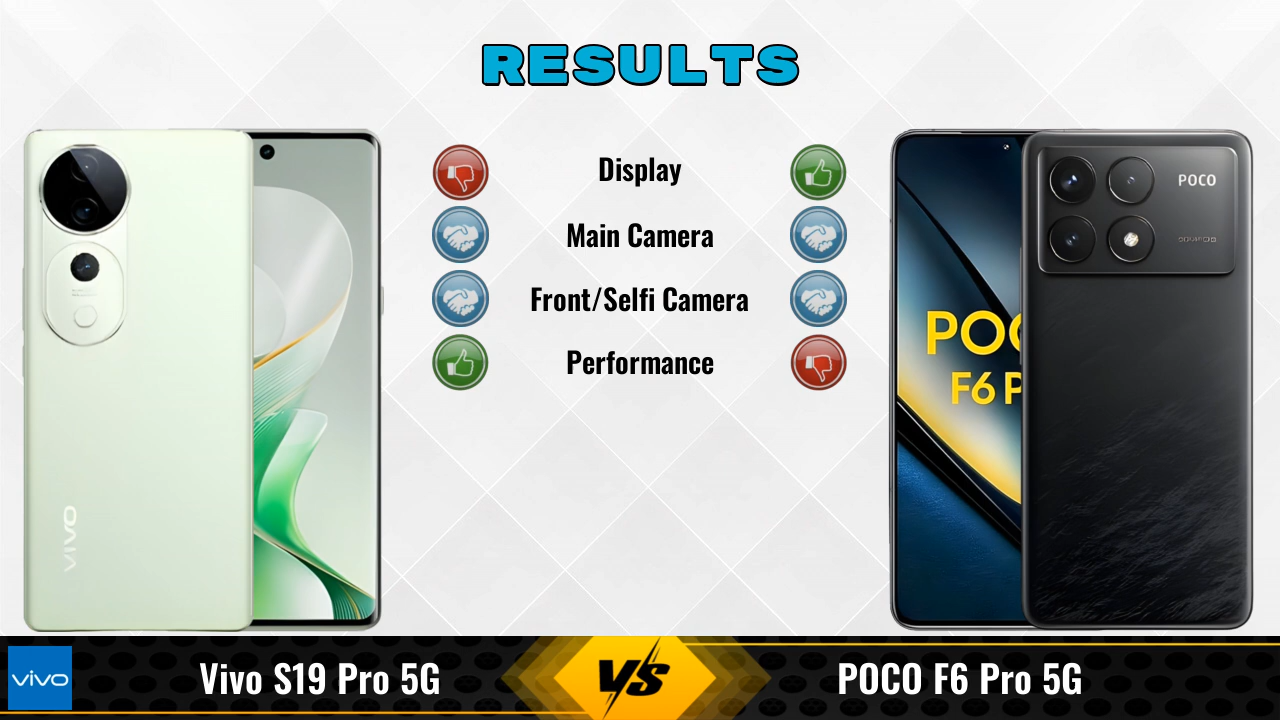 RESULTS
Display
Main Camera
Front/Selfi Camera
Performance
POCO
POC
F6 P
vivo
vivo
Vivo S19 Pro 5G
VS
POCO F6 Pro 5G